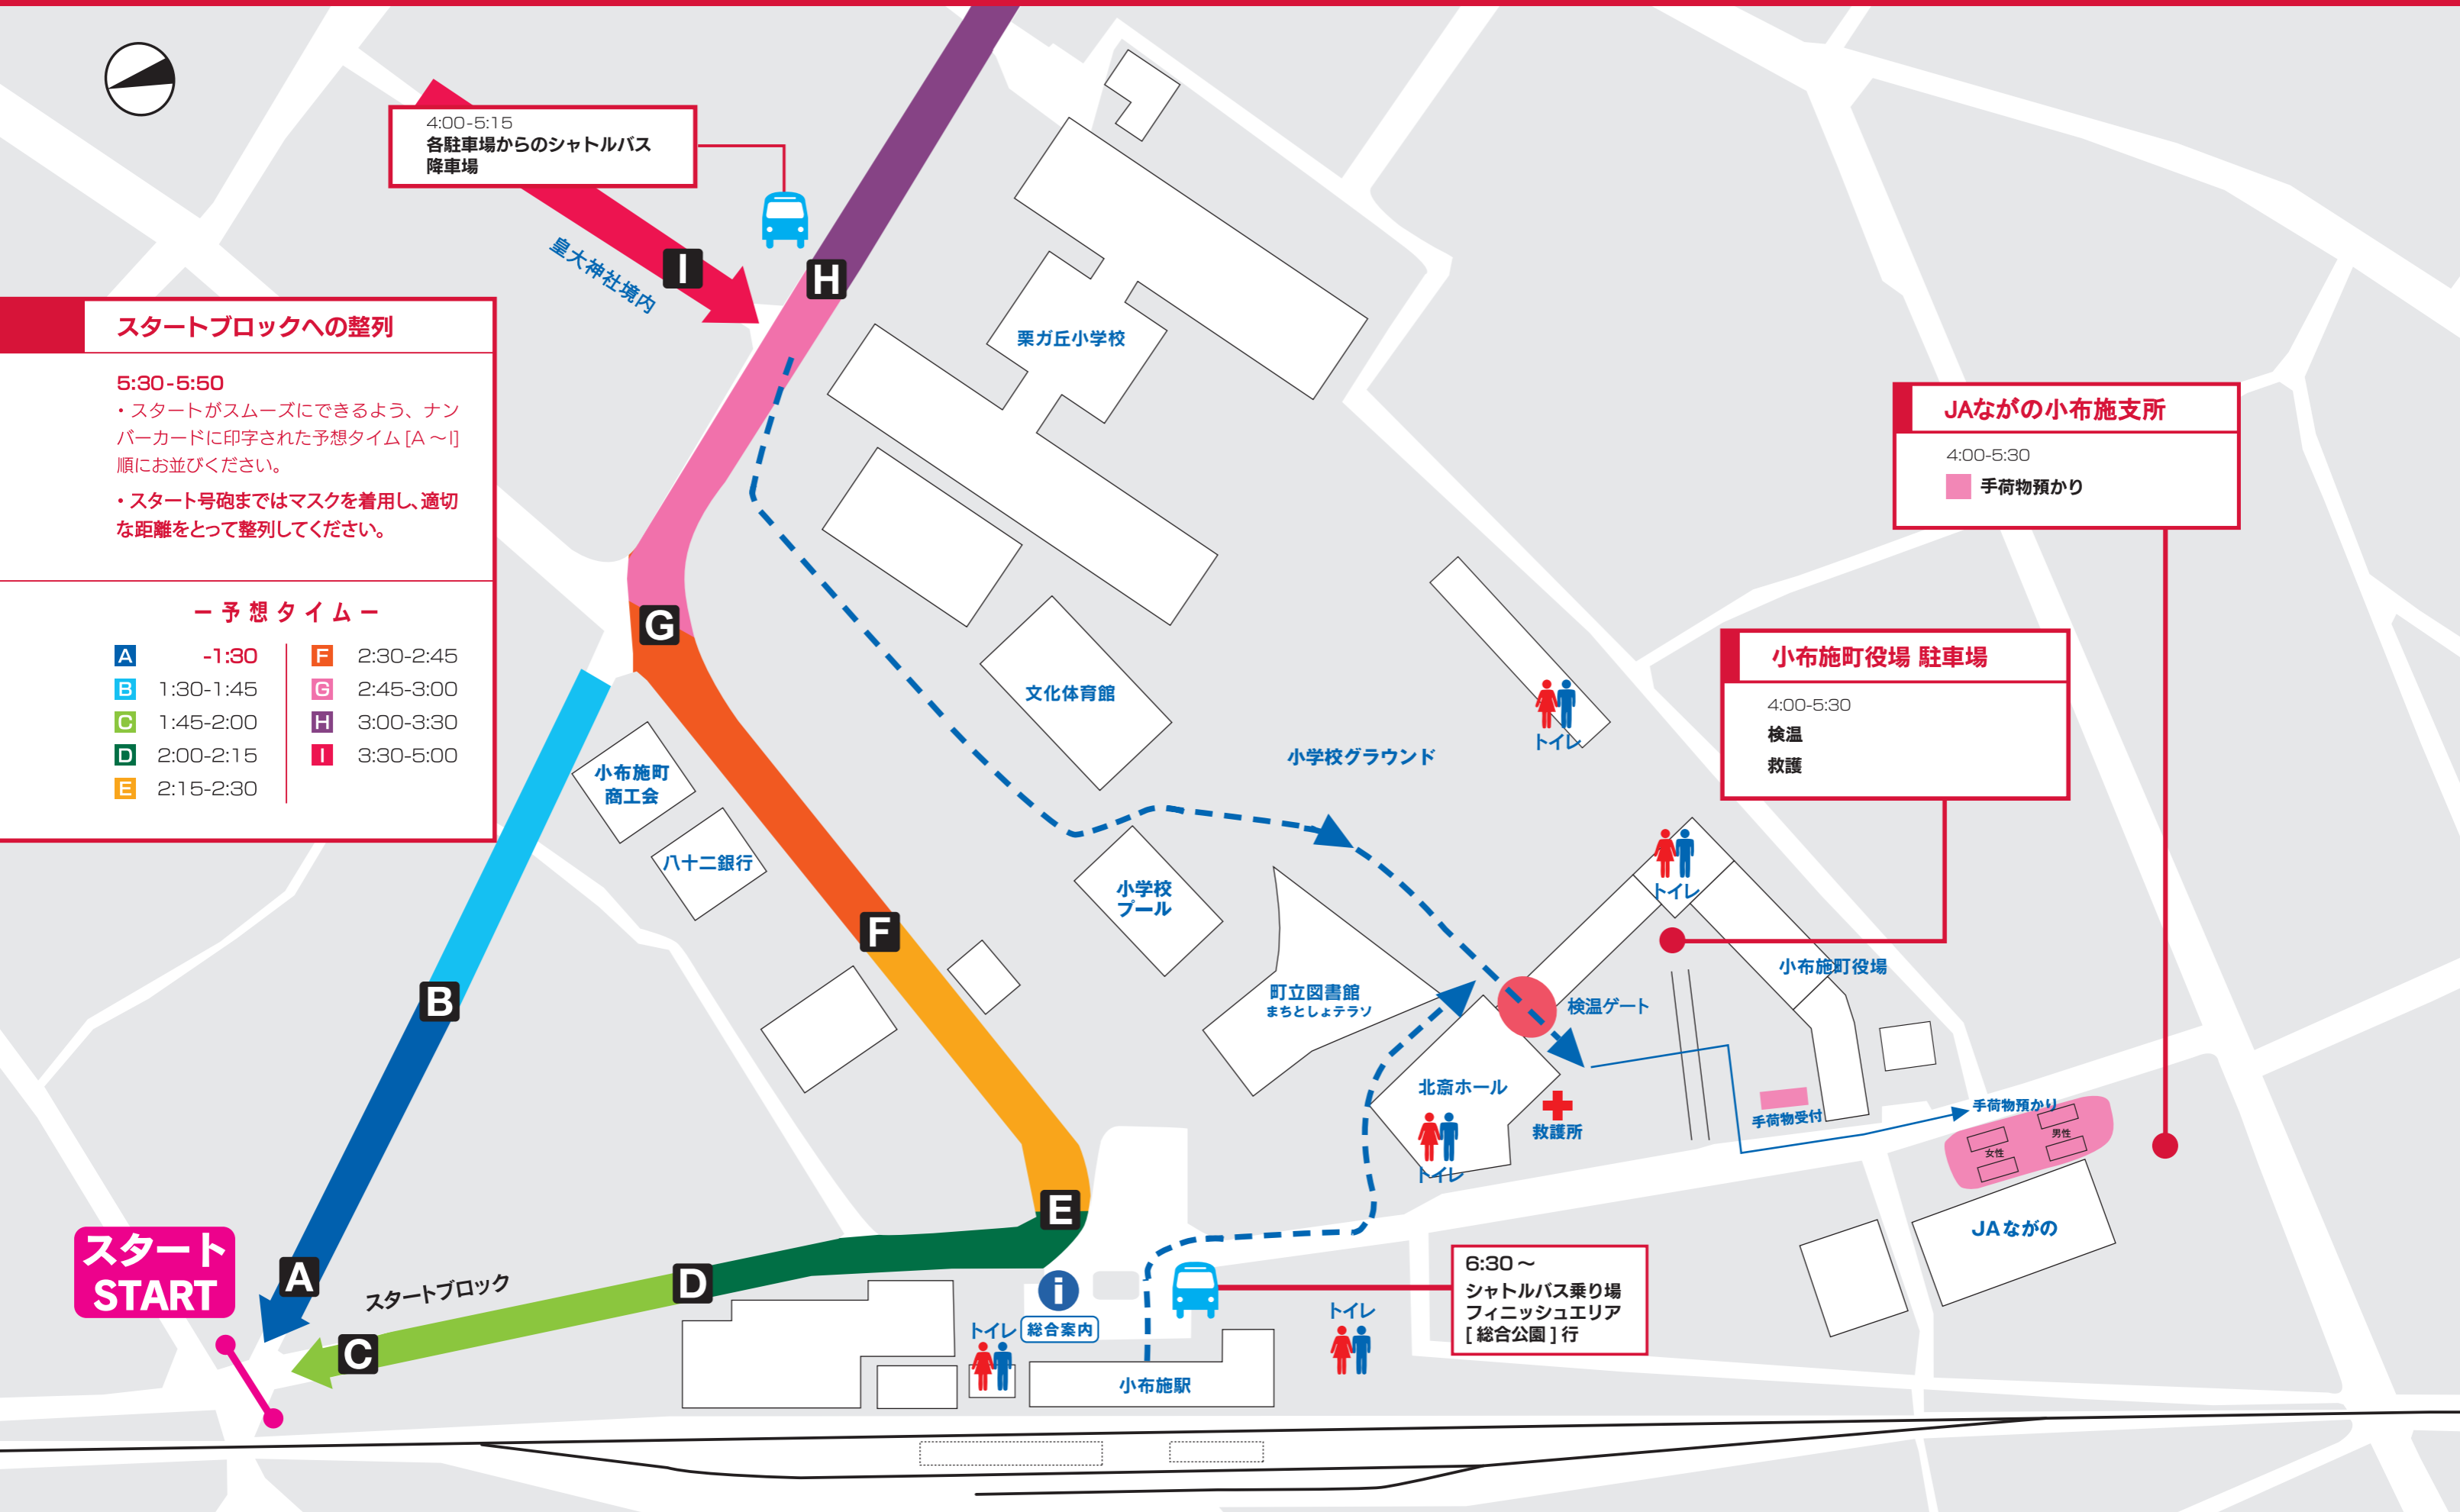 4:00-5:15
各駐車場からのシャトルバス
降車場
I
H
皇大神社境内
スタートブロックへの整列
5:30-5:50
・スタートがスムーズにできるよう、ナン
バーカードに印字された予想タイム [A ～I]
順にお並びください。
・スタート号砲まではマスクを着用し、適切
な距離をとって整列してください。
ー 予 想 タ イ ム ー
A -1:30
B 1:30-1:45
C 1:45-2:00
D 2:00-2:15
E 2:15-2:30
F 2:30-2:45
G 2:45-3:00
H 3:00-3:30
I 3:30-5:00
栗ガ丘小学校
JAながの小布施支所
4:00-5:30
手荷物預かり
G
文化体育館
小布施町役場 駐車場
4:00-5:30
検温
救護
トイレ
小学校グラウンド
小布施町
商工会
八十二銀行
小学校
プール
F
トイレ
小布施町役場
B
町立図書館
まちとしょテラソ
検温ゲート
北斎ホール
トイレ
救護所
手荷物受付
手荷物預かり
男性
女性
JAながの
E
スタート
START
A
スタートブロック
D
C
トイレ
総合案内
小布施駅
トイレ
6:30 ～
シャトルバス乗り場
フィニッシュエリア
[ 総合公園 ] 行